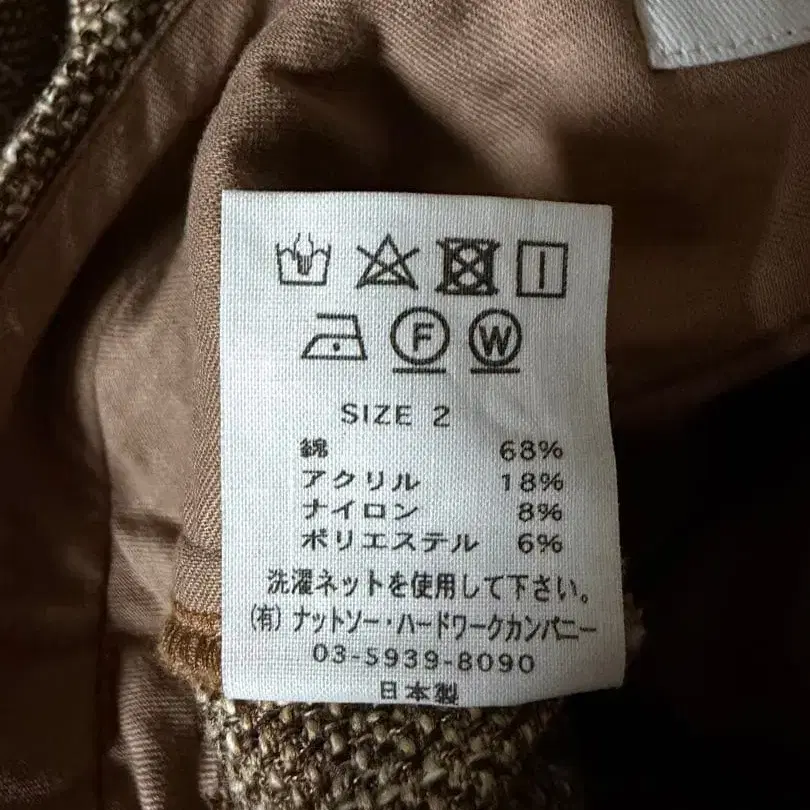 F W
SIZE 2
綿 68%
アクリル 18%
ナイロン 8%
ポリエステル 6%
洗濯ネットを使用して下さい。
(有)ナットソー・ハードワークカンパニー
03-5939-8090
日本製